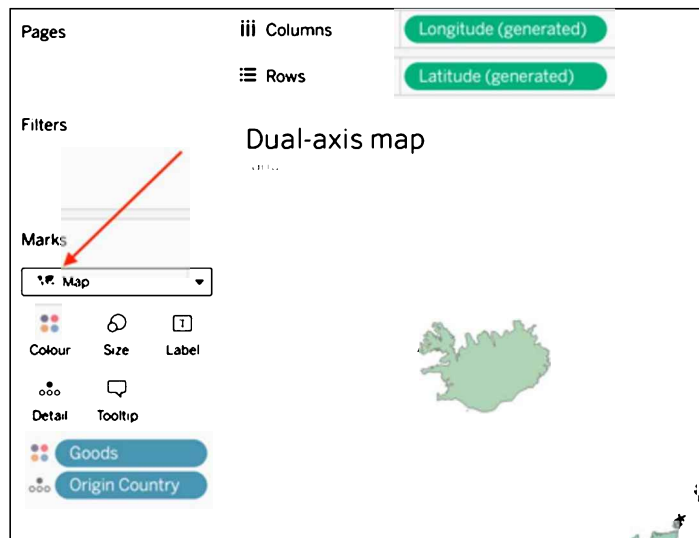 Pages
Columns
Longitude (generated)
Rows
Latitude (generated)
Filters
Dual-axis map
Marks
Map
Colour
Size
Label
Detail
Tooltip
Goods
Origin Country